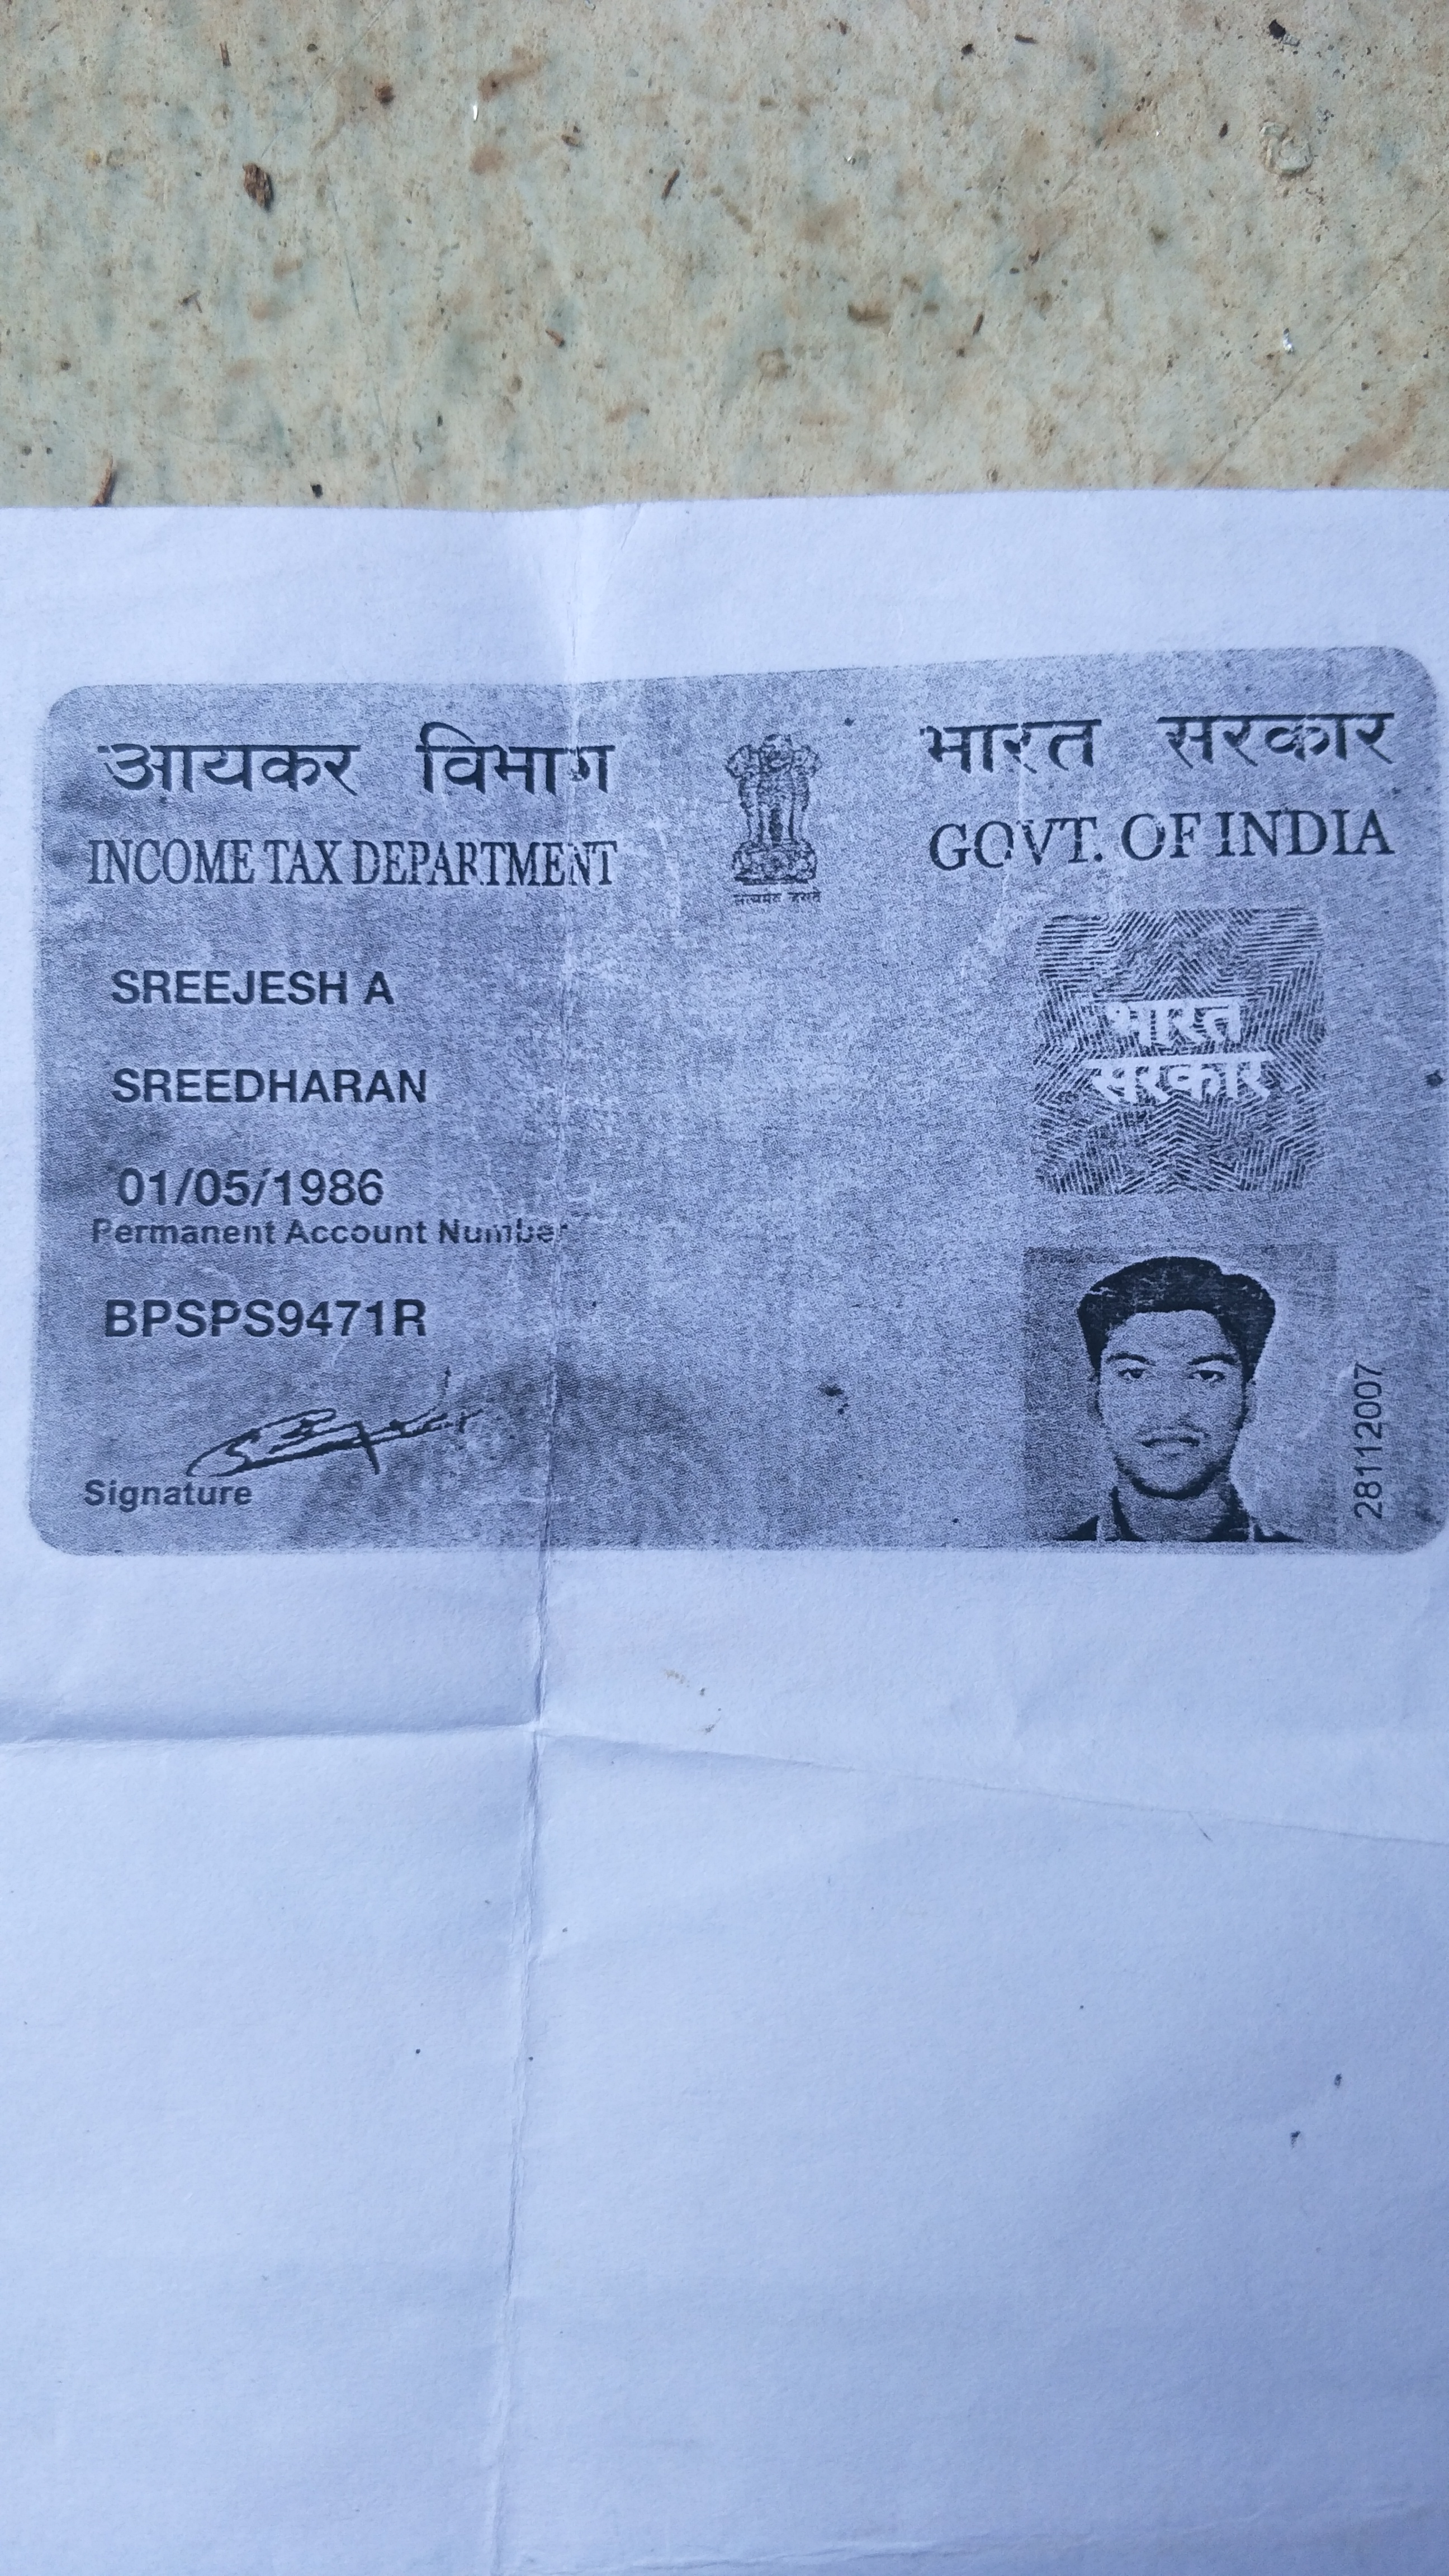 आयकर विभाग
INCOME TAX DEPARTMENT
सत्यमेव जयते
भारत सरकार
GOVT. OF INDIA
SREEJESH A
SREEDHARAN
01/05/1986
Permanent Account Number
BPSPS9471R
Signature
भारत
सरकार
28112007